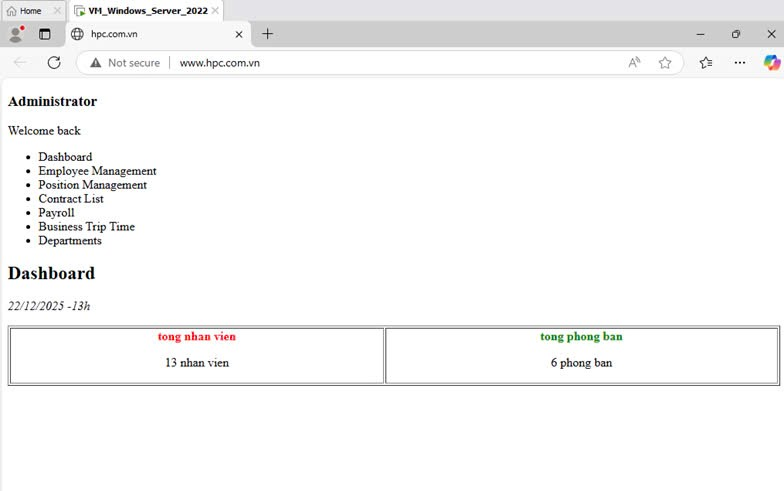 Home
VM_Windows_Server_2022
hpc.com.vn
Not secure
www.hpc.com.vn
Administrator
Welcome back
Dashboard
Employee Management
Position Management
Contract List
Payroll
Business Trip Time
Departments
Dashboard
22/12/2025 -13h
tong nhan vien
tong phong ban
13 nhan vien
6 phong ban